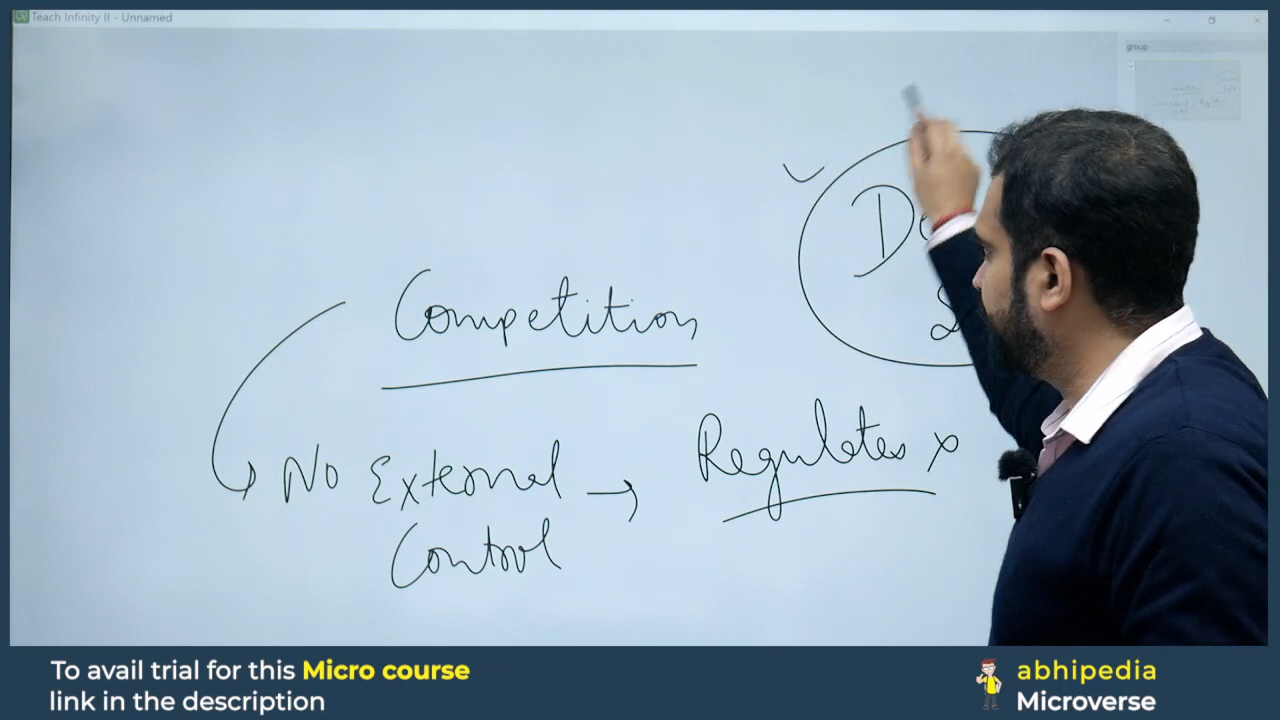 Teach Infinity II - Unnamed
group
Competition
No External → Regulates x
Control
To avail trial for this Micro course
link in the description
abhipedia
Microverse